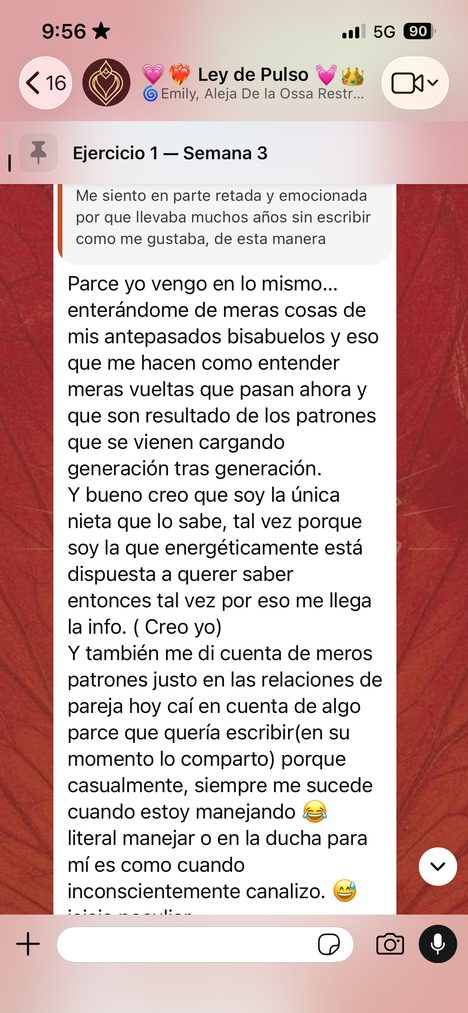 9:56
5G
90
16
💗❤️‍🔥 Ley de Pulso 💓👑
🌀Emily, Aleja De la Ossa Restr...
Ejercicio 1 — Semana 3
Me siento en parte retada y emocionada
por que llevaba muchos años sin escribir
como me gustaba, de esta manera
Parce yo vengo en lo mismo...
enterándome de meras cosas de
mis antepasados bisabuelos y eso
que me hacen como entender
meras vueltas que pasan ahora y
que son resultado de los patrones
que se vienen cargando
generación tras generación.
Y bueno creo que soy la única
nieta que lo sabe, tal vez porque
soy la que energéticamente está
dispuesta a querer saber
entonces tal vez por eso me llega
la info. ( Creo yo)
Y también me di cuenta de meros
patrones justo en las relaciones de
pareja hoy caí en cuenta de algo
parce que quería escribir(en su
momento lo comparto) porque
casualmente, siempre me sucede
cuando estoy manejando 😂
literal manejar o en la ducha para
mí es como cuando
inconscientemente canalizo. 😅